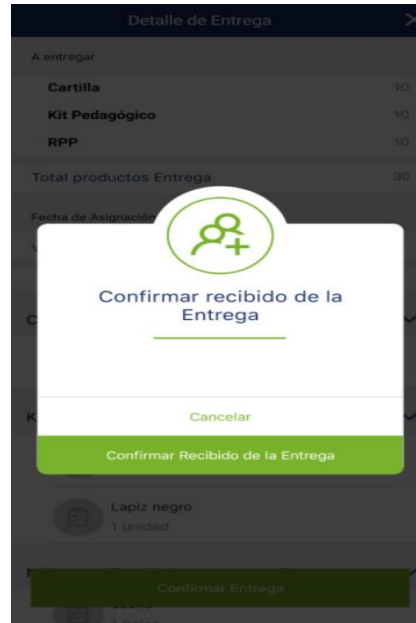 Detalle de Entrega
A entregar
Cartilla 10
Kit Pedagógico 10
RPP 10
Total productos Entrega 30
Fecha de Asignación
Confirmar recibido de la
Entrega
Cancelar
Confirmar Recibido de la Entrega
Lapiz negro
1 unidad
Confirmar Entrega